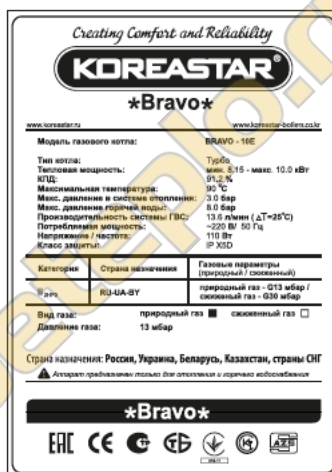 Creating Comfort and Reliability
KOREASTAR®
*Bravo*
www.koreastar.ru www.koreastar-boilers.co.kr
Модель газового котла: BRAVO - 10E
Тип котла: Турбо
Тепловая мощность: мин. 8.15 - макс. 10.0 кВт
КПД: 91,2 %
Максимальная температура: 90 °C
Макс. давление в системе отопления: 3.0 бар
Макс. давление горячей воды: 8.0 бар
Производительность системы ГВС: 13.6 л/мин ( ΔT=25°C)
Потребляемая мощность: ~220 В/ 50 Гц
Напряжение / частота: 110 Вт
Класс защиты: IP X5D
Категория Страна назначения Газовые параметры
(природный / сжиженный)
RU-UA-BY природный газ - G13 мбар /
сжиженый газ - G30 мбар
Вид газа: природный газ ■ сжиженный газ □
Давление газа: 13 мбар
Страна назначения: Россия, Украина, Беларусь, Казахстан, страны СНГ
Аппарат предназначен только для отопления и горячего водоснабжения
*Bravo*
EAC CE